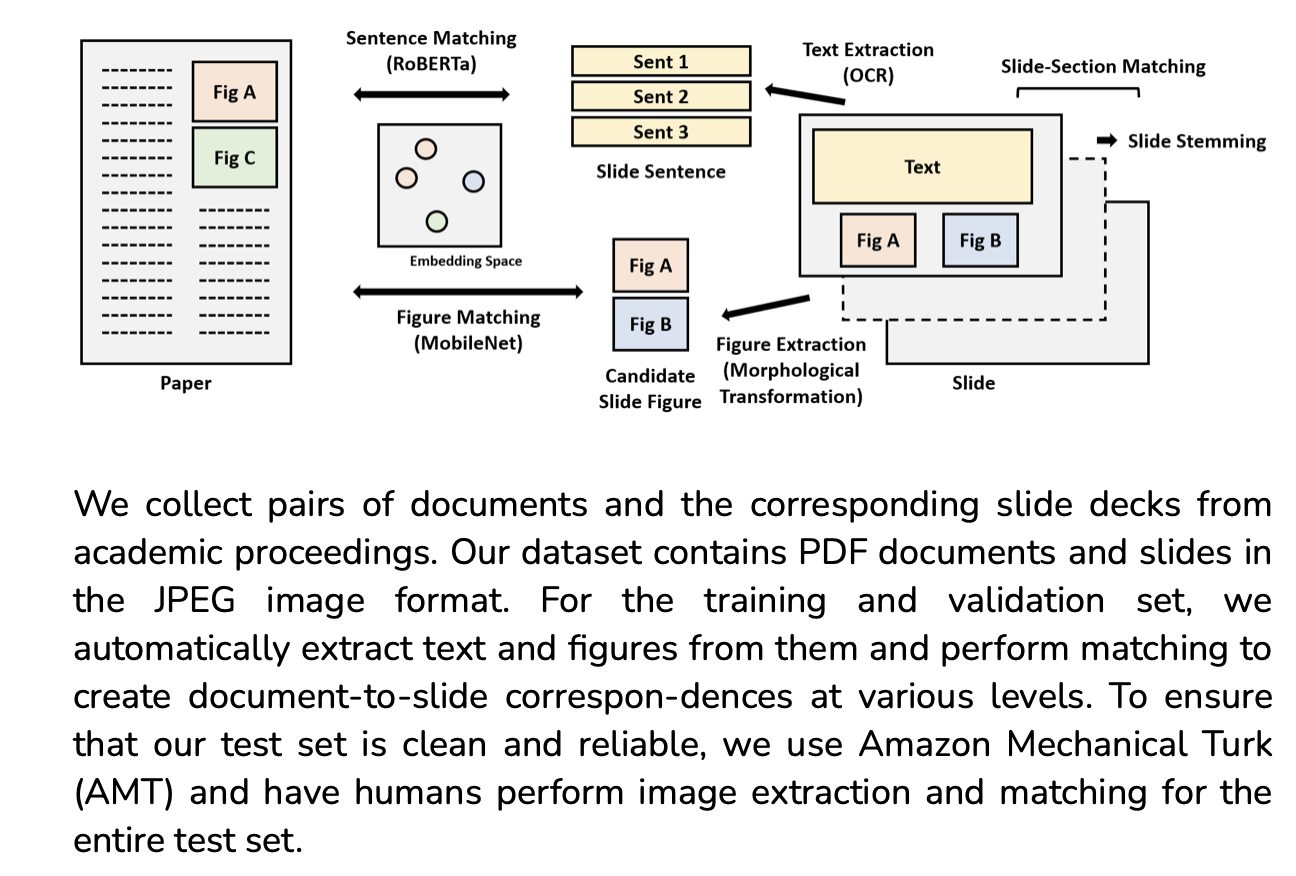 Sentence Matching
(RoBERTa)
Text Extraction
(OCR)
Slide-Section Matching
Sent 1
Sent 2
Sent 3
Slide Sentence
Slide Stemming
Fig A
Fig C
Paper
Embedding Space
Text
Fig A
Fig B
Slide
Figure Matching
(MobileNet)
Fig A
Fig B
Candidate
Slide Figure
Figure Extraction
(Morphological
Transformation)
We collect pairs of documents and the corresponding slide decks from
academic proceedings. Our dataset contains PDF documents and slides in
the JPEG image format. For the training and validation set, we
automatically extract text and figures from them and perform matching to
create document-to-slide correspon-dences at various levels. To ensure
that our test set is clean and reliable, we use Amazon Mechanical Turk
(AMT) and have humans perform image extraction and matching for the
entire test set.